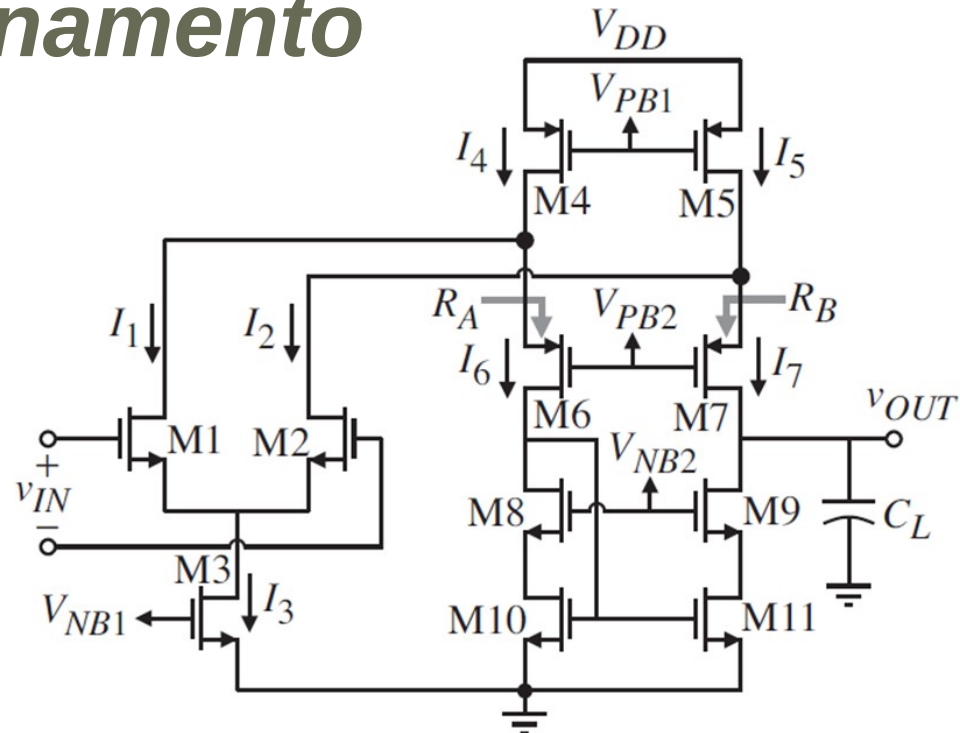 namento
VDD
VPB1
I4
I5
M4
M5
RA
VPB2
RB
I1
I2
I6
I7
M6
M7
vOUT
M1
M2
VNB2
+
vIN
−
M8
M9
CL
M3
VNB1
I3
M10
M11